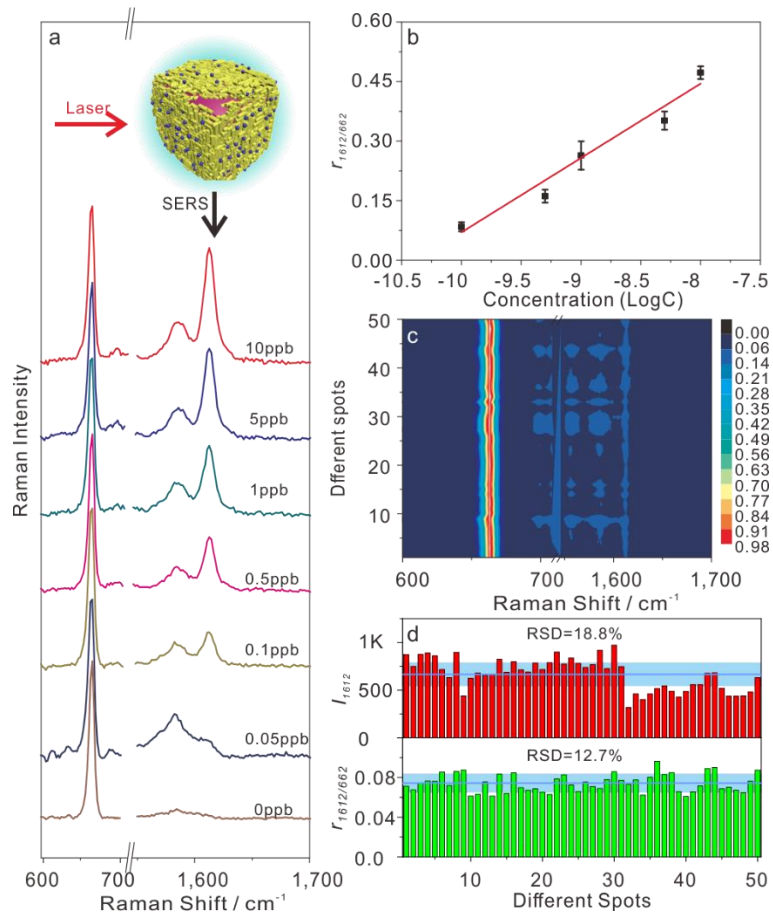 a
Laser
SERS
10ppb
5ppb
1ppb
0.5ppb
0.1ppb
0.05ppb
0ppb
Raman Intensity
600 700 1,600 1,700
Raman Shift / cm⁻¹
b
0.60
0.45
0.30
0.15
0.00
r1612/662
-10.5 -10 -9.5 -9 -8.5 -8 -7.5
Concentration (LogC)
c
50
40
30
20
10
Different spots
600 700 1,600 1,700
Raman Shift / cm⁻¹
0.00
0.06
0.14
0.21
0.28
0.35
0.42
0.49
0.56
0.63
0.70
0.77
0.84
0.91
0.98
d
RSD=18.8%
1K
500
0
I1612
RSD=12.7%
0.08
0.04
0.0
r1612/662
10 20 30 40 50
Different Spots